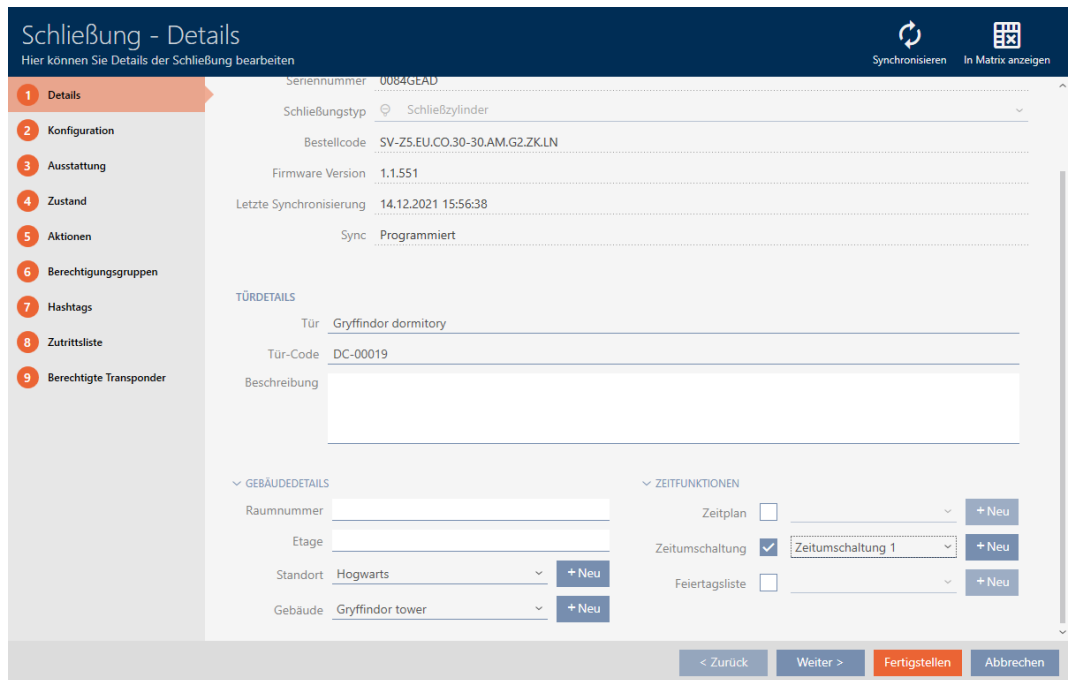 Schließung - Details
Hier können Sie Details der Schließung bearbeiten
Synchronisieren
In Matrix anzeigen
1 Details
2 Konfiguration
3 Ausstattung
4 Zustand
5 Aktionen
6 Berechtigungsgruppen
7 Hashtags
8 Zutrittsliste
9 Berechtigte Transponder
Seriennummer 0084GEAD
Schließungstyp Schließzylinder
Bestellcode SV-Z5.EU.CO.30-30.AM.G2.ZK.LN
Firmware Version 1.1.551
Letzte Synchronisierung 14.12.2021 15:56:38
Sync Programmiert
TÜRDETAILS
Tür Gryffindor dormitory
Tür-Code DC-00019
Beschreibung
GEBÄUDEDETAILS
Raumnummer
Etage
Standort Hogwarts + Neu
Gebäude Gryffindor tower + Neu
ZEITFUNKTIONEN
Zeitplan + Neu
Zeitumschaltung Zeitumschaltung 1 + Neu
Feiertagsliste + Neu
< Zurück
Weiter >
Fertigstellen
Abbrechen